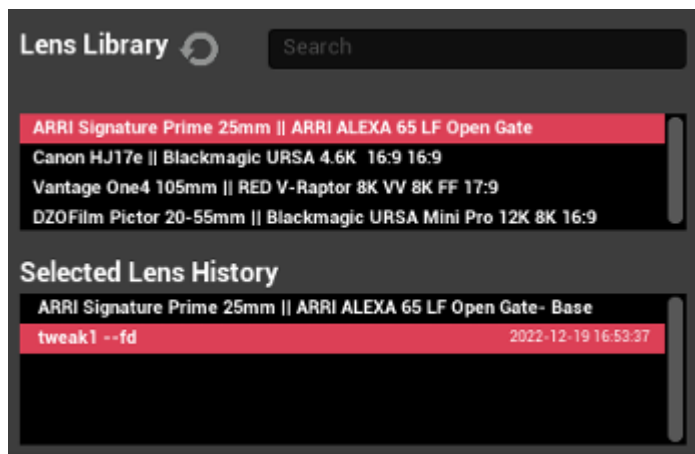 Lens Library
Search
ARRI Signature Prime 25mm || ARRI ALEXA 65 LF Open Gate
Canon HJ17e || Blackmagic URSA 4.6K  16:9 16:9
Vantage One4 105mm || RED V-Raptor 8K VV 8K FF 17:9
DZOFilm Pictor 20-55mm || Blackmagic URSA Mini Pro 12K 8K 16:9
Selected Lens History
ARRI Signature Prime 25mm || ARRI ALEXA 65 LF Open Gate- Base
tweak1 --fd 2022-12-19 16:53:37